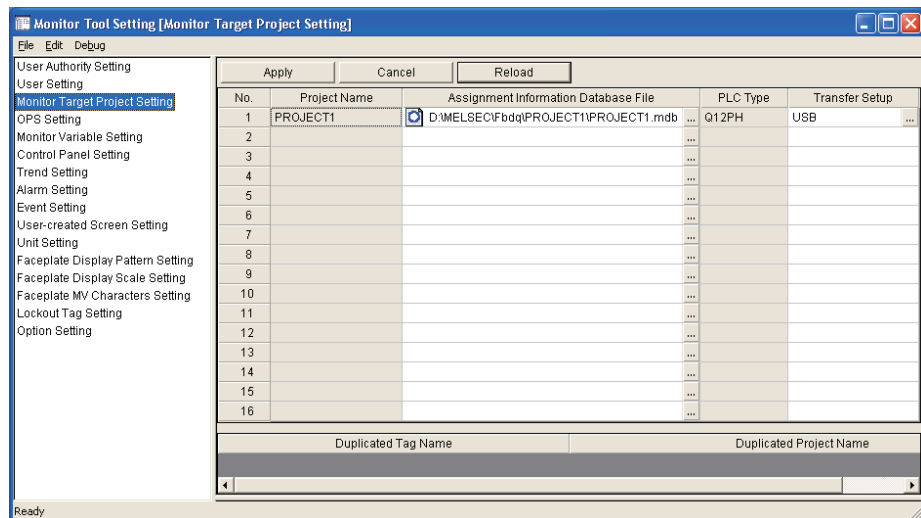 Monitor Tool Setting [Monitor Target Project Setting]
File Edit Debug
User Authority Setting
User Setting
Monitor Target Project Setting
OPS Setting
Monitor Variable Setting
Control Panel Setting
Trend Setting
Alarm Setting
Event Setting
User-created Screen Setting
Unit Setting
Faceplate Display Pattern Setting
Faceplate Display Scale Setting
Faceplate MV Characters Setting
Lockout Tag Setting
Option Setting
Apply Cancel Reload
No. Project Name Assignment Information Database File PLC Type Transfer Setup
1 PROJECT1 D:\MELSEC\Fbdq\PROJECT1\PROJECT1.mdb ... Q12PH USB ...
2 ...
3 ...
4 ...
5 ...
6 ...
7 ...
8 ...
9 ...
10 ...
11 ...
12 ...
13 ...
14 ...
15 ...
16 ...
Duplicated Tag Name Duplicated Project Name
Ready